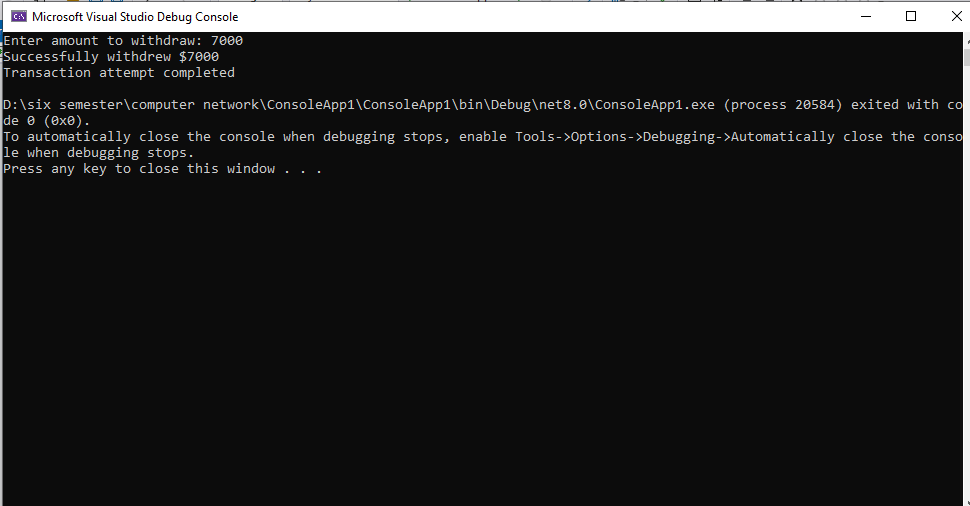 Microsoft Visual Studio Debug Console
Enter amount to withdraw: 7000
Successfully withdrew $7000
Transaction attempt completed
D:\six semester\computer network\ConsoleApp1\ConsoleApp1\bin\Debug\net8.0\ConsoleApp1.exe (process 20584) exited with co
de 0 (0x0).
To automatically close the console when debugging stops, enable Tools->Options->Debugging->Automatically close the conso
le when debugging stops.
Press any key to close this window . . .